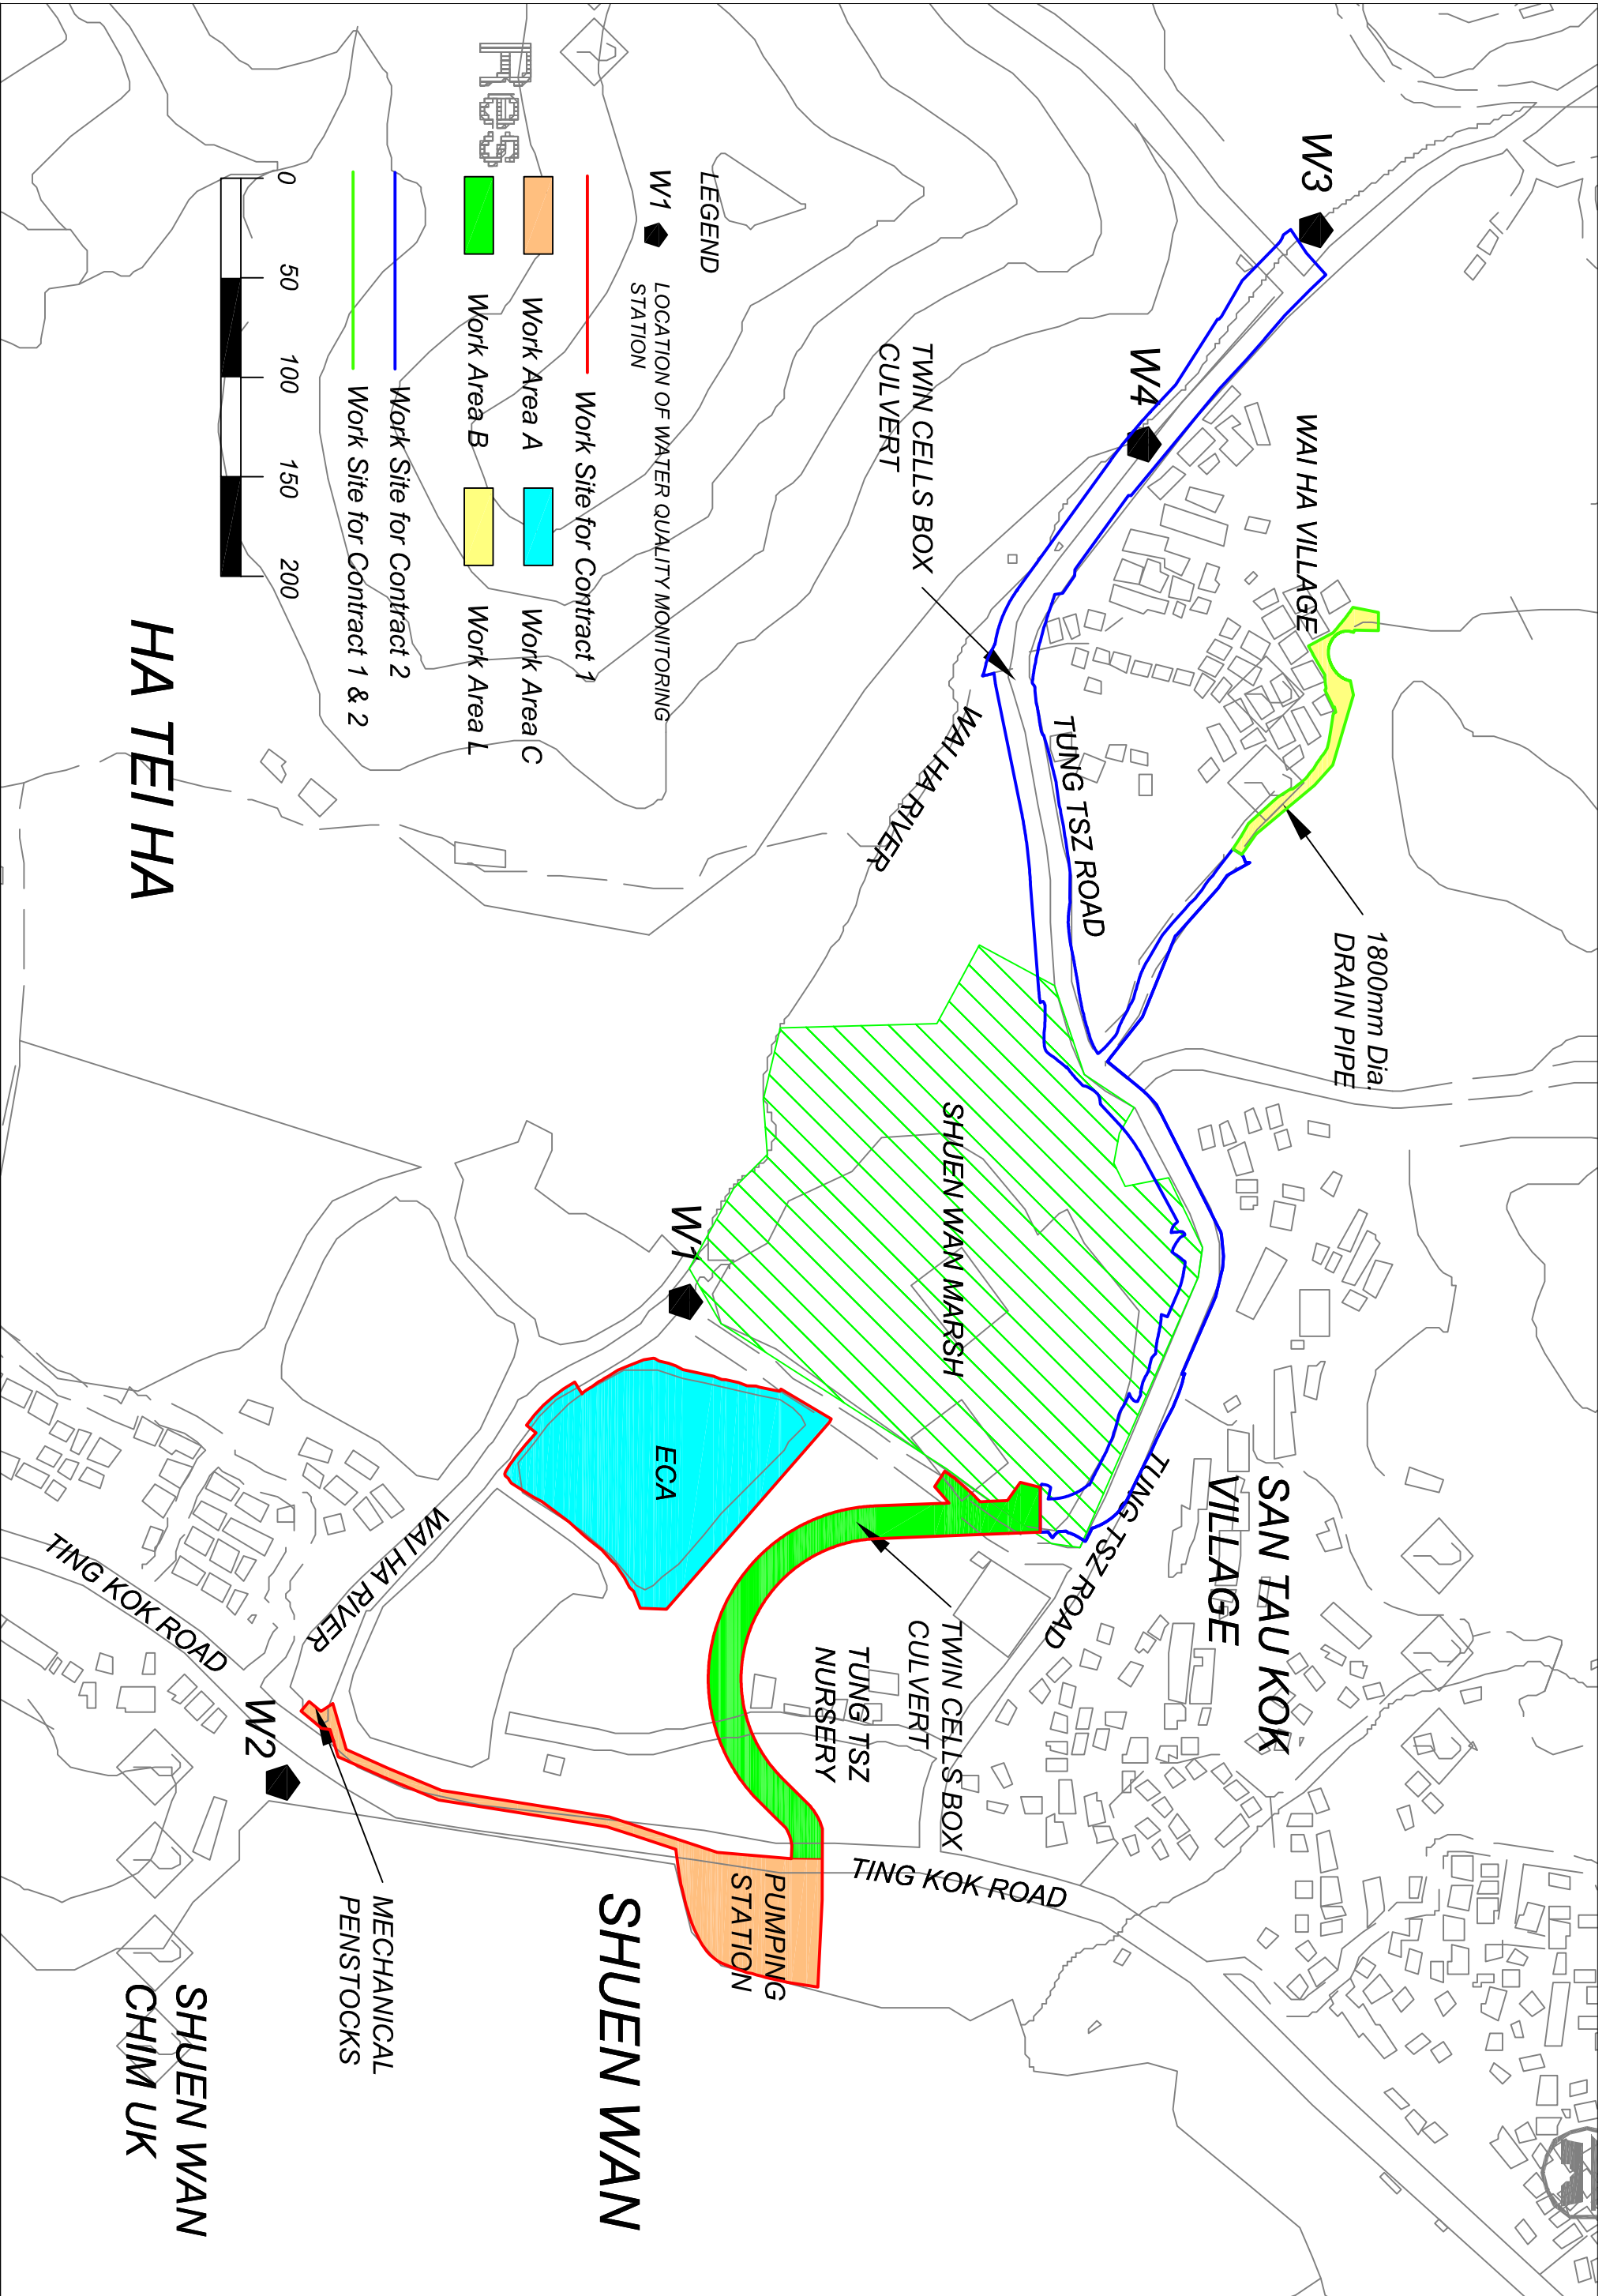 W3
W4
WAI HA VILLAGE
TWIN CELLS BOX
CULVERT
1800mm Dia.
DRAIN PIPE
TUNG TSZ ROAD
WAI HA RIVER
SHUEN WAN MARSH
SAN TAU KOK
VILLAGE
TUNG TSZ ROAD
W1
ECA
TWIN CELLS BOX
CULVERT
TUNG TSZ
NURSERY
WAI HA RIVER
TING KOK ROAD
W2
TING KOK ROAD
PUMPING
STATION
MECHANICAL
PENSTOCKS
SHUEN WAN
SHUEN WAN
CHIM UK
HA TEI HA
Res
LEGEND
W1
LOCATION OF WATER QUALITY MONITORING
STATION
Work Site for Contract 1
Work Area A
Work Area C
Work Area B
Work Area L
Work Site for Contract 2
Work Site for Contract 1 & 2
0 50 100 150 200